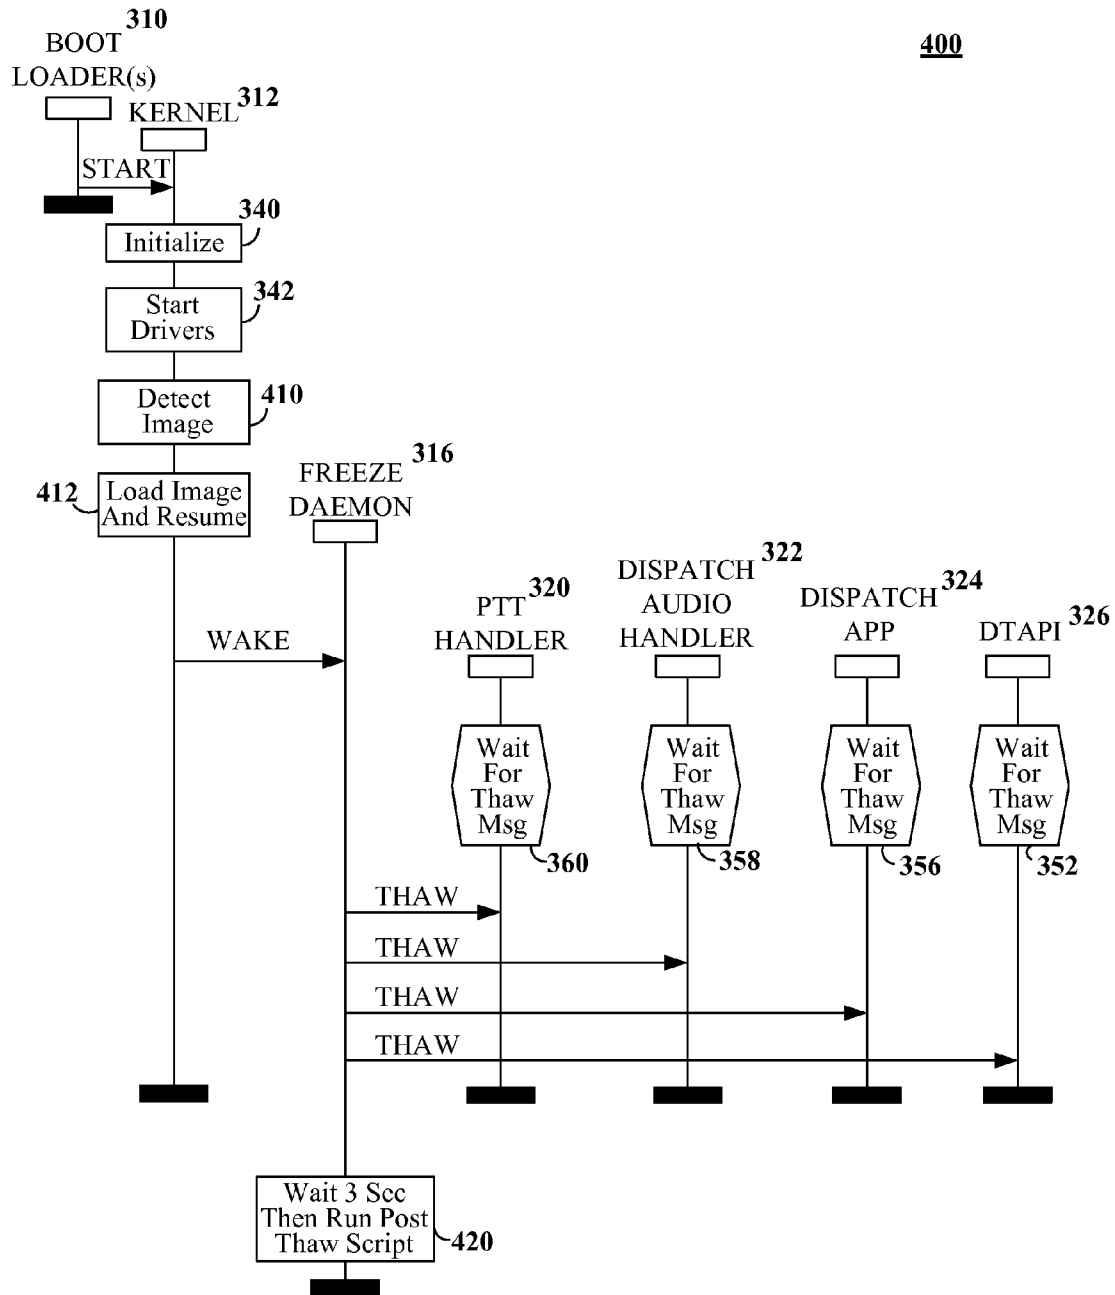 400
BOOT 310
LOADER(s)
KERNEL 312
START
340
Initialize
342
Start
Drivers
410
Detect
Image
412
Load Image
And Resume
FREEZE 316
DAEMON
WAKE
PTT 320
HANDLER
DISPATCH 322
AUDIO
HANDLER
DISPATCH 324
APP
DTAPI 326
Wait
For
Thaw
Msg
360
Wait
For
Thaw
Msg
358
Wait
For
Thaw
Msg
356
Wait
For
Thaw
Msg
352
THAW
THAW
THAW
THAW
Wait 3 Scc
Then Run Post
Thaw Script
420